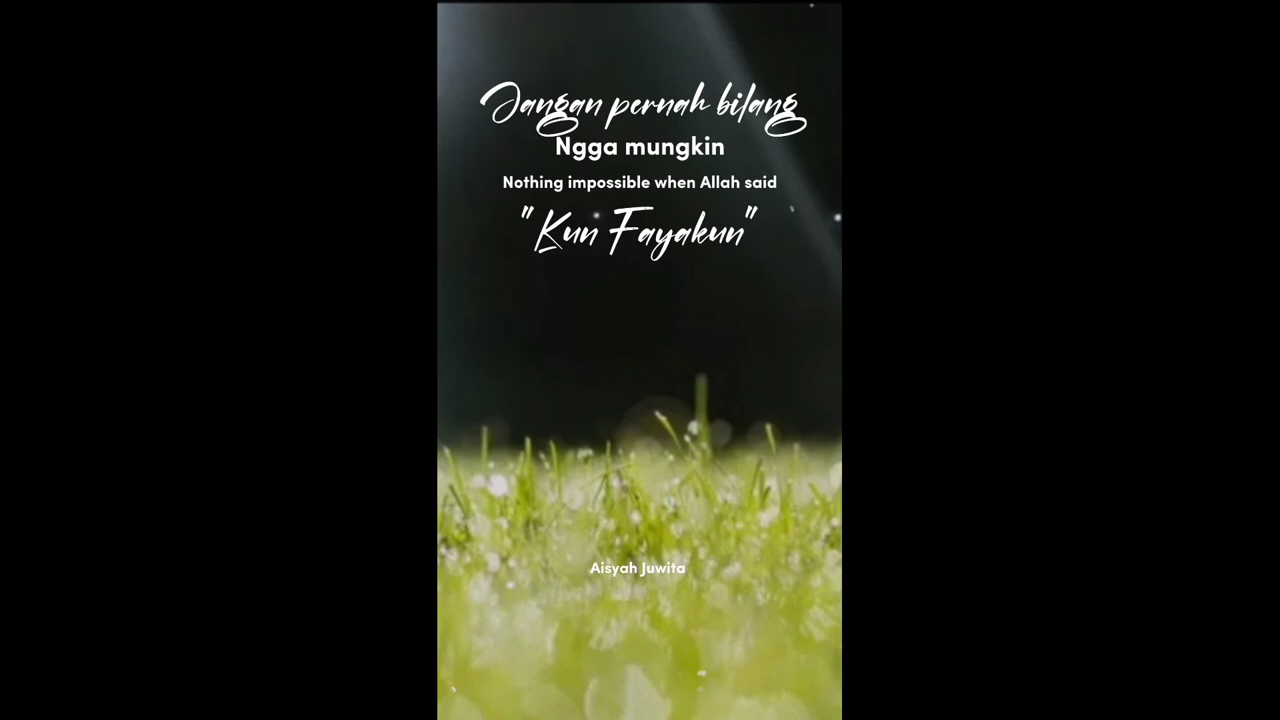 Jangan pernah bilang
Ngga mungkin
Nothing impossible when Allah said
"Kun Fayakun"
Aisyah Juwita